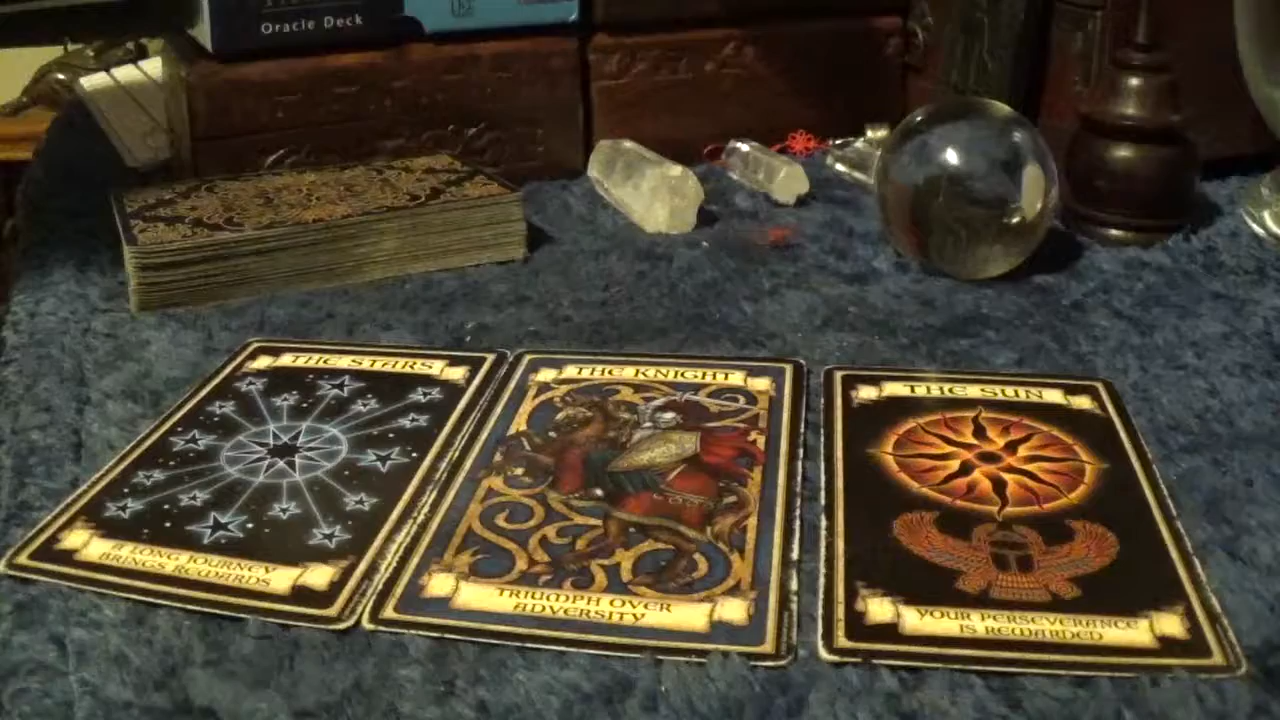 Oracle Deck
THE STARS
A LONG JOURNEY
BRINGS REWARDS
THE KNIGHT
TRIUMPH OVER
ADVERSITY
THE SUN
YOUR PERSEVERANCE
IS REWARDED